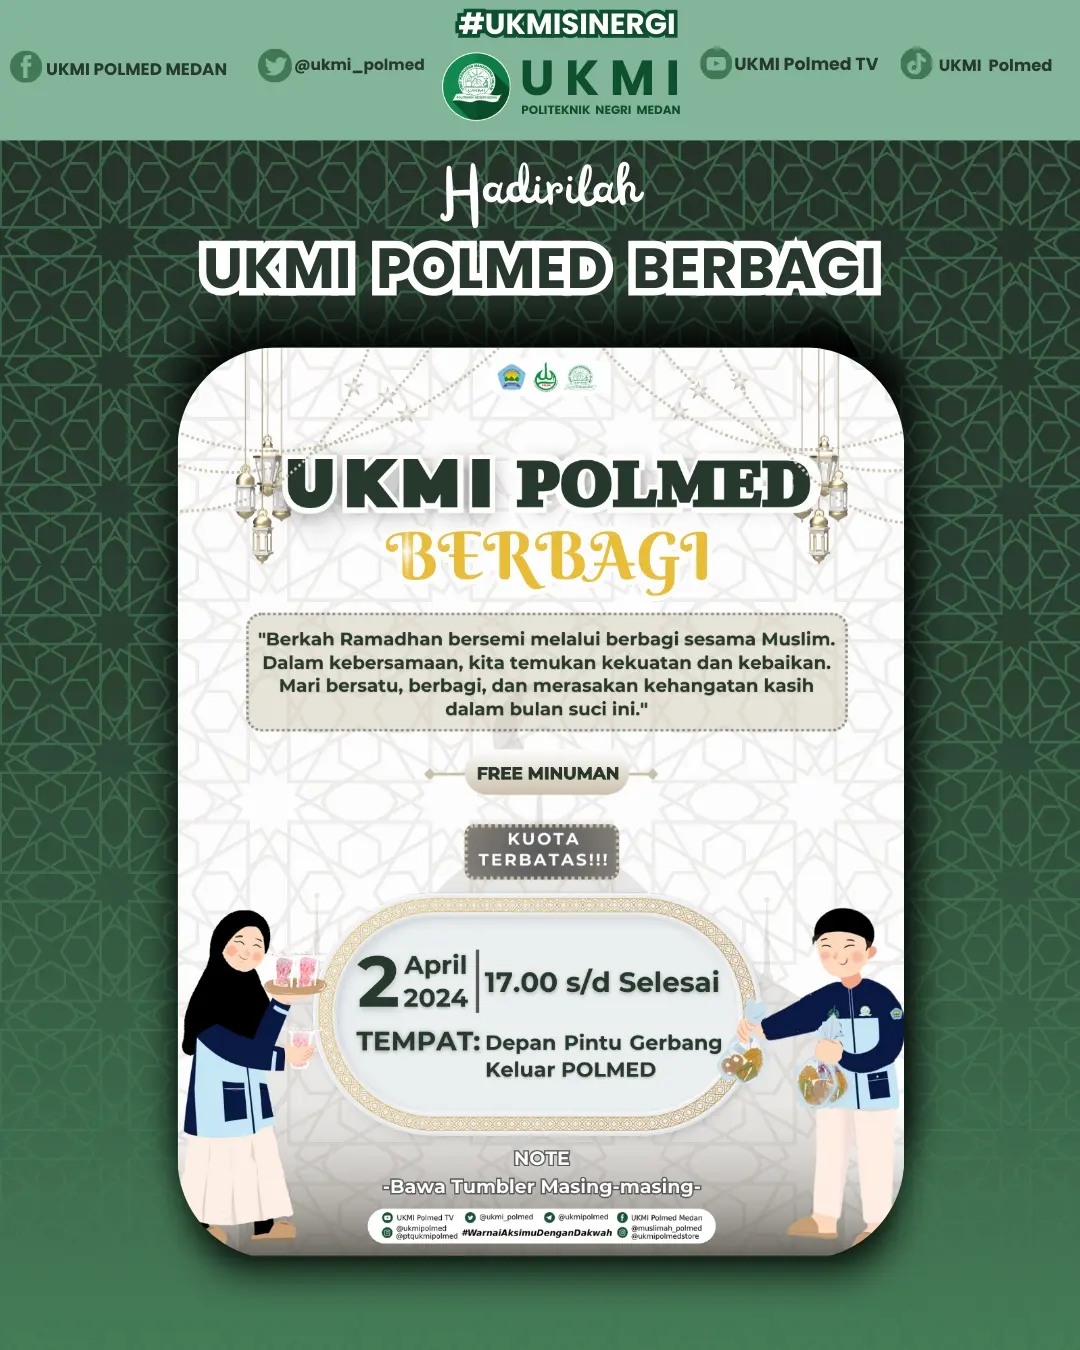 #UKMISINERGI
UKMI POLMED MEDAN
@ukmi_polmed
UKMI
POLITEKNIK NEGRI MEDAN
UKMI Polmed TV
UKMI Polmed
Hadirilah
UKMI POLMED BERBAGI
UKMI POLMED
BERBAGI
"Berkah Ramadhan bersemi melalui berbagi sesama Muslim.
Dalam kebersamaan, kita temukan kekuatan dan kebaikan.
Mari bersatu, berbagi, dan merasakan kehangatan kasih
dalam bulan suci ini."
FREE MINUMAN
KUOTA
TERBATAS!!!
2 April 2024 17.00 s/d Selesai
TEMPAT: Depan Pintu Gerbang
Keluar POLMED
NOTE
-Bawa Tumbler Masing-masing-
UKMI Polmed TV @ukmi_polmed @ukmipolmed UKMI Polmed Medan
@ukmipolmed
@ptqukmipolmed
#WarnaiAksimuDenganDakwah
@muslimah_polmed
@ukmipolmedstore